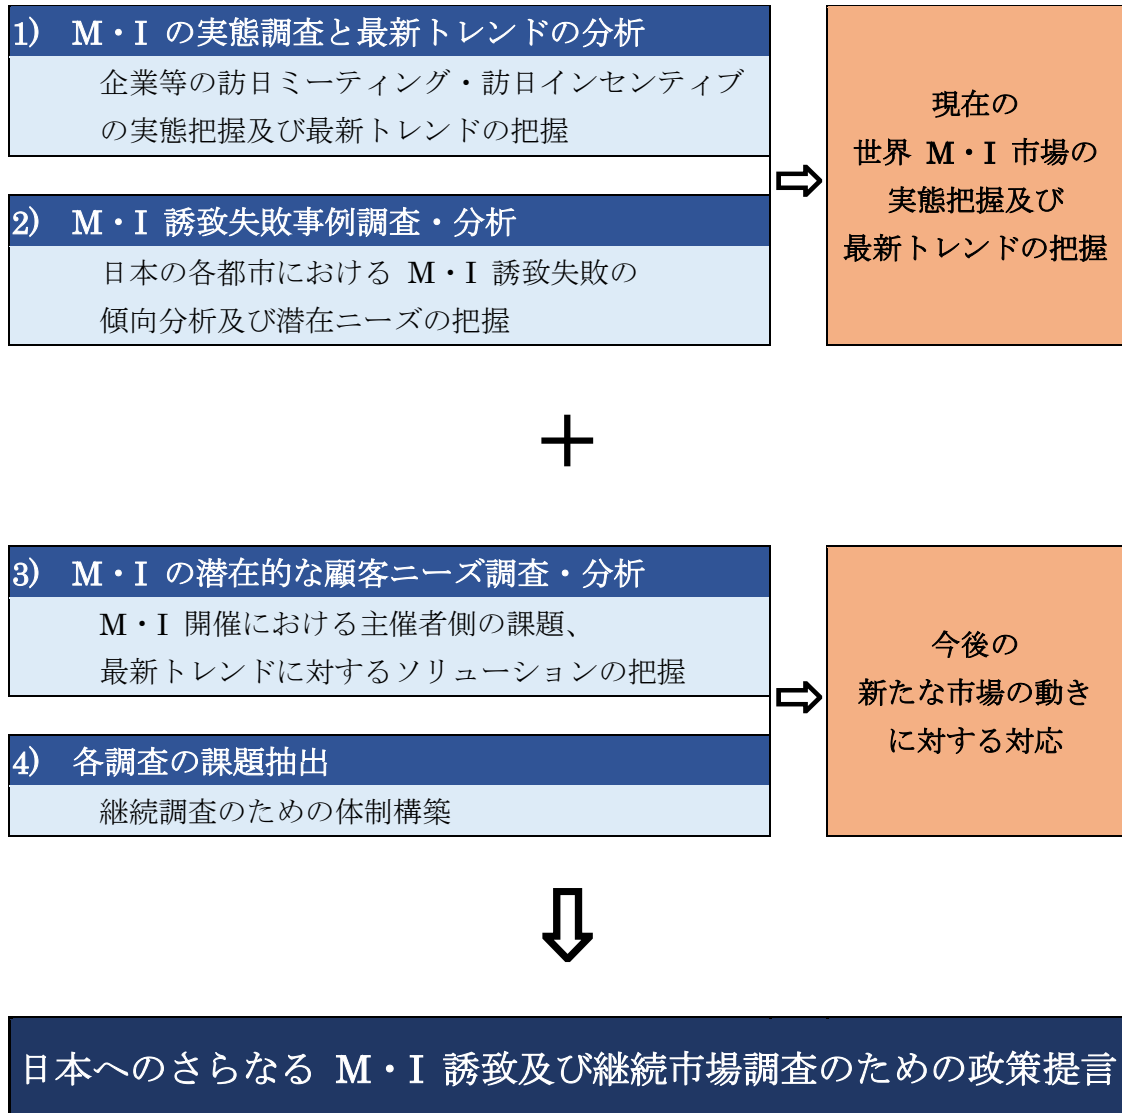 1) M・I の実態調査と最新トレンドの分析
企業等の訪日ミーティング・訪日インセンティブ
の実態把握及び最新トレンドの把握
2) M・I 誘致失敗事例調査・分析
日本の各都市における M・I 誘致失敗の
傾向分析及び潜在ニーズの把握
現在の
世界 M・I 市場の
実態把握及び
最新トレンドの把握
+
3) M・I の潜在的な顧客ニーズ調査・分析
M・I 開催における主催者側の課題、
最新トレンドに対するソリューションの把握
4) 各調査の課題抽出
継続調査のための体制構築
今後の
新たな市場の動き
に対する対応
日本へのさらなる M・I 誘致及び継続市場調査のための政策提言